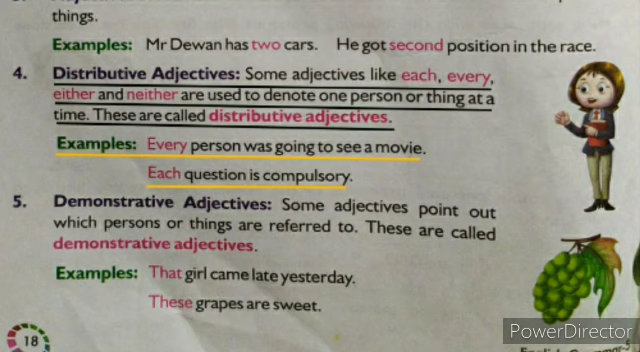 things.
Examples: Mr Dewan has two cars. He got second position in the race.
4. Distributive Adjectives: Some adjectives like each, every,
either and neither are used to denote one person or thing at a
time. These are called distributive adjectives.
Examples: Every person was going to see a movie.
Each question is compulsory.
5. Demonstrative Adjectives: Some adjectives point out
which persons or things are referred to. These are called
demonstrative adjectives.
Examples: That girl came late yesterday.
These grapes are sweet.
18
PowerDirector